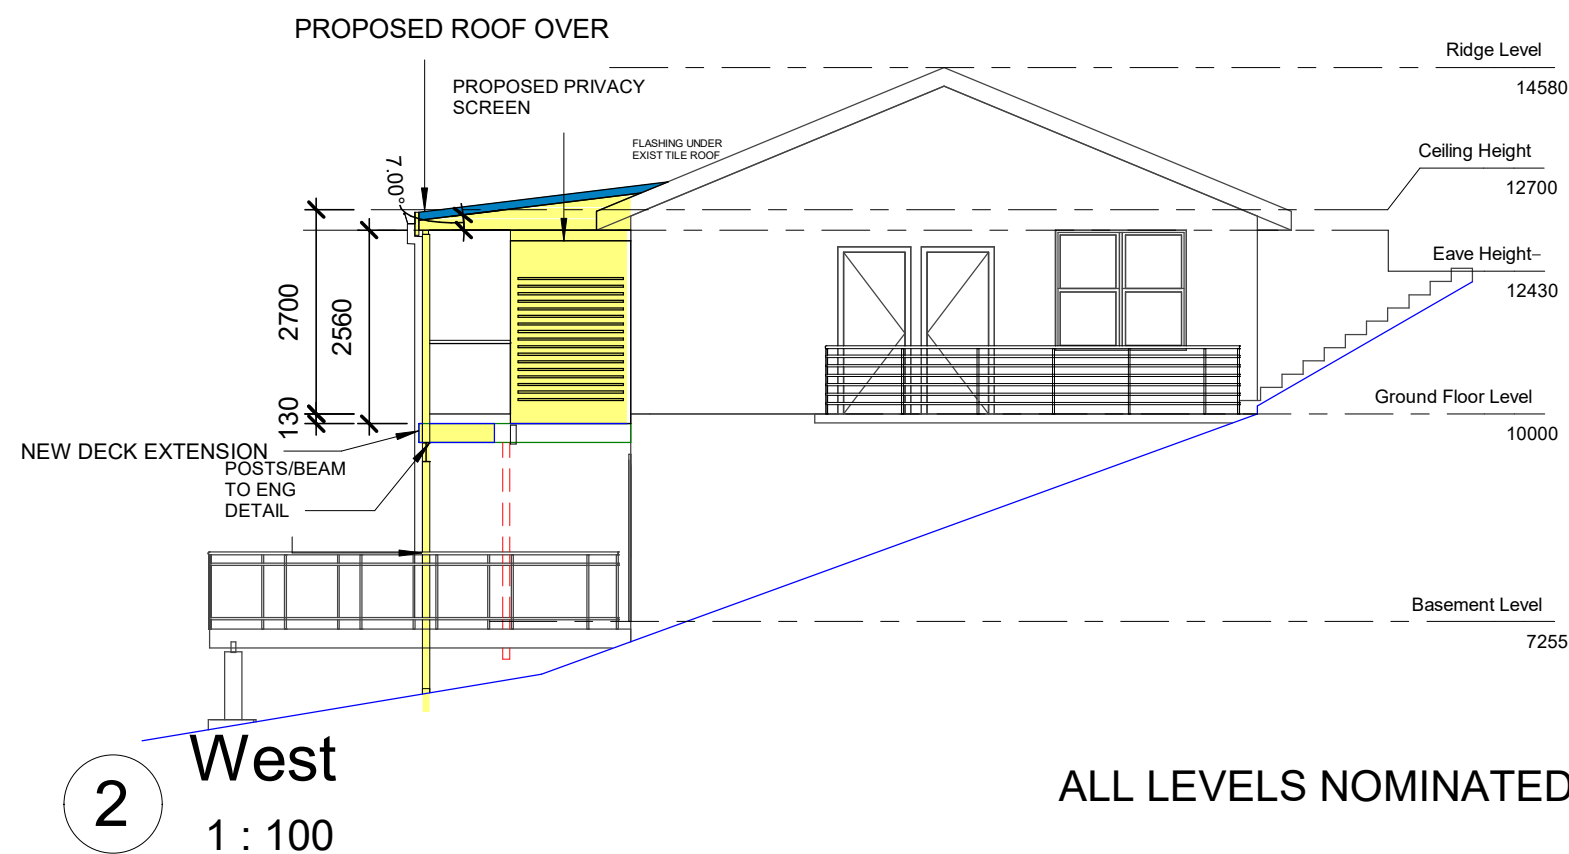 PROPOSED ROOF OVER
Ridge Level
14580
PROPOSED PRIVACY
SCREEN
FLASHING UNDER
EXIST TILE ROOF
Ceiling Height
12700
7.00°
Eave Height
12430
2700
2560
130
Ground Floor Level
10000
NEW DECK EXTENSION
POSTS/BEAM
TO ENG
DETAIL
Basement Level
7255
2
West
1 : 100
ALL LEVELS NOMINATED